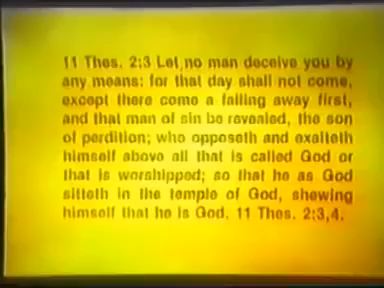 11 Thes. 2:3 Let no man deceive you by
any means: for that day shall not come,
except there come a falling away first,
and that man of sin be revealed, the son
of perdition; who opposeth and exalteth
himself above all that is called God or
that is worshipped; so that he as God
sitteth in the temple of God, shewing
himself that he is God. 11 Thes. 2:3,4.